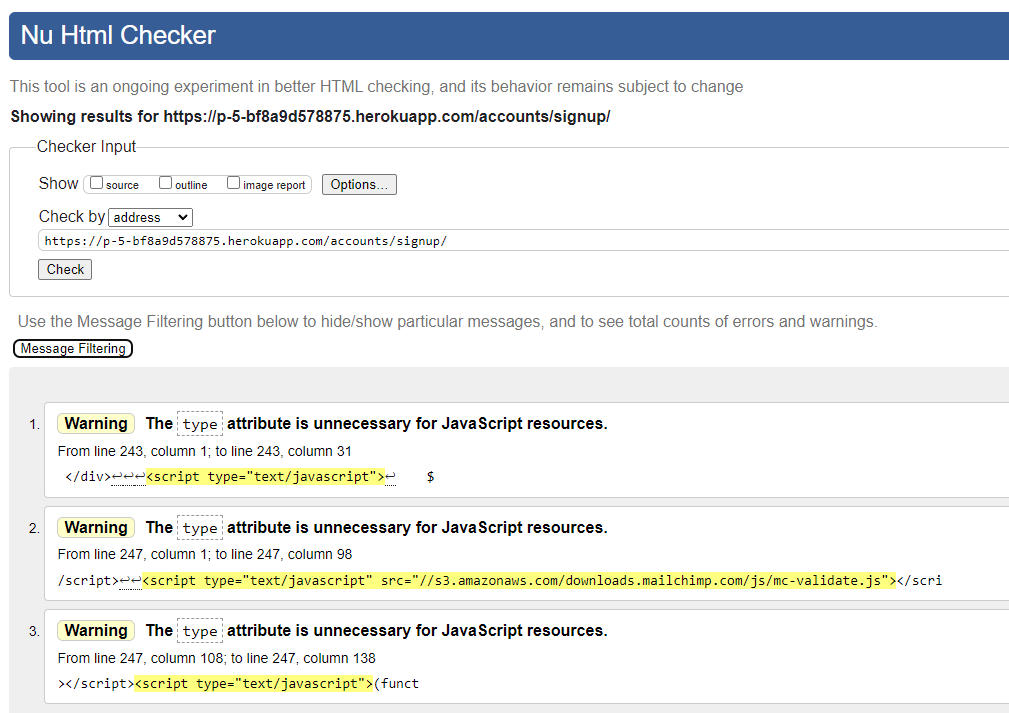 Nu Html Checker
This tool is an ongoing experiment in better HTML checking, and its behavior remains subject to change
Showing results for https://p-5-bf8a9d578875.herokuapp.com/accounts/signup/
Checker Input
Show source outline image report Options...
Check by address
https://p-5-bf8a9d578875.herokuapp.com/accounts/signup/
Check
Use the Message Filtering button below to hide/show particular messages, and to see total counts of errors and warnings.
Message Filtering
1. Warning The type attribute is unnecessary for JavaScript resources.
From line 243, column 1; to line 243, column 31
</div>↩↩↩<script type="text/javascript">↩    $
2. Warning The type attribute is unnecessary for JavaScript resources.
From line 247, column 1; to line 247, column 98
/script>↩↩<script type="text/javascript" src="//s3.amazonaws.com/downloads.mailchimp.com/js/mc-validate.js"></scri
3. Warning The type attribute is unnecessary for JavaScript resources.
From line 247, column 108; to line 247, column 138
></script><script type="text/javascript">(funct